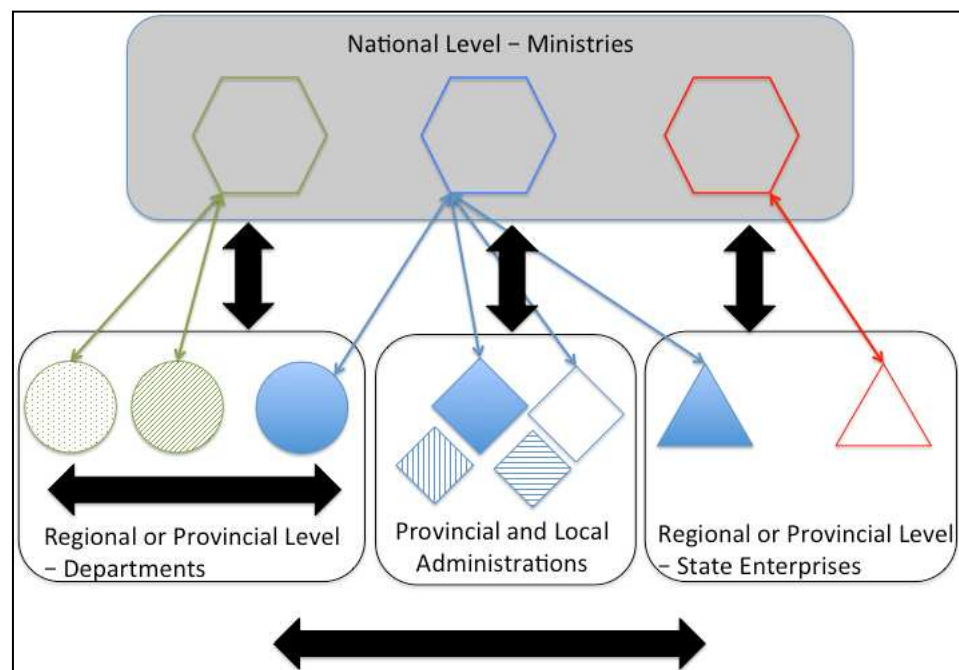 National Level – Ministries
Regional or Provincial Level
– Departments
Provincial and Local
Administrations
Regional or Provincial Level
– State Enterprises